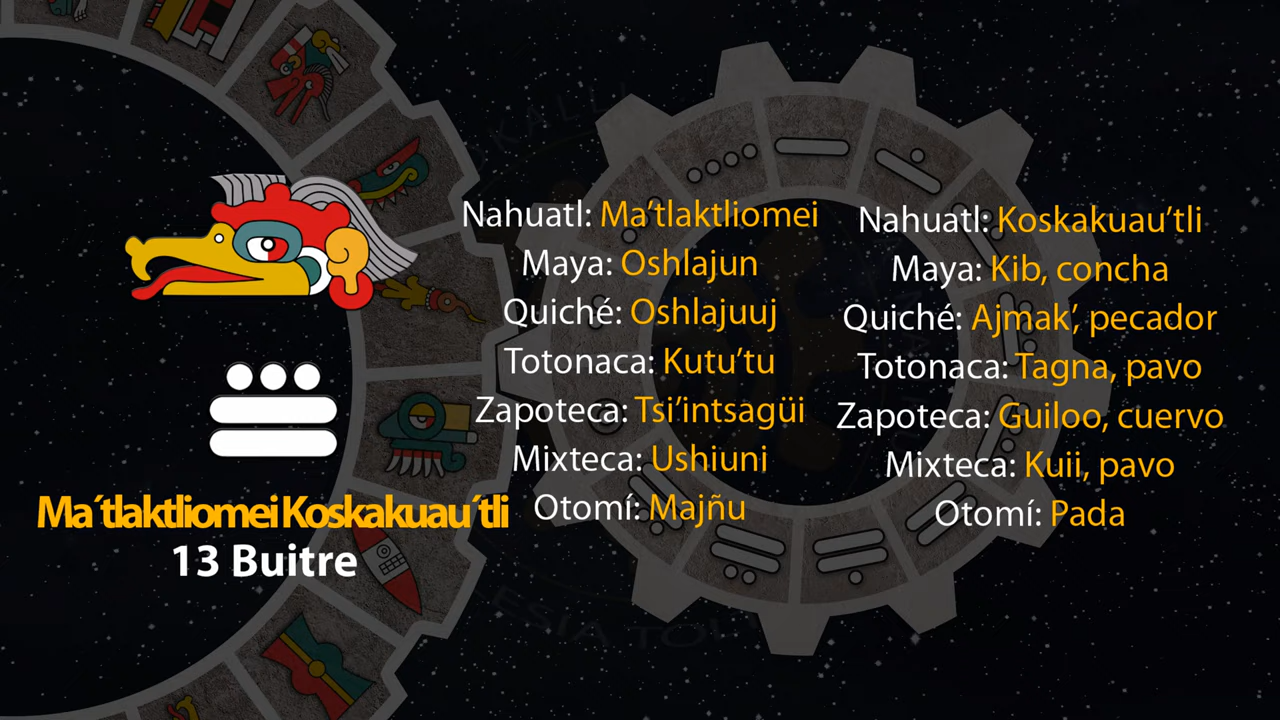 Nahuatl: Ma’tlaktliomei
Maya: Oshlajun
Quiché: Oshlajuuj
Totonaca: Kutu’tu
Zapoteca: Tsi’intsagüi
Mixteca: Ushiuni
Otomí: Majñu
Nahuatl: Koskakuau’tli
Maya: Kib, concha
Quiché: Ajmak’, pecador
Totonaca: Tagna, pavo
Zapoteca: Guiloo, cuervo
Mixteca: Kuii, pavo
Otomí: Pada
Ma´tlaktliomei Koskakuau´tli
13 Buitre